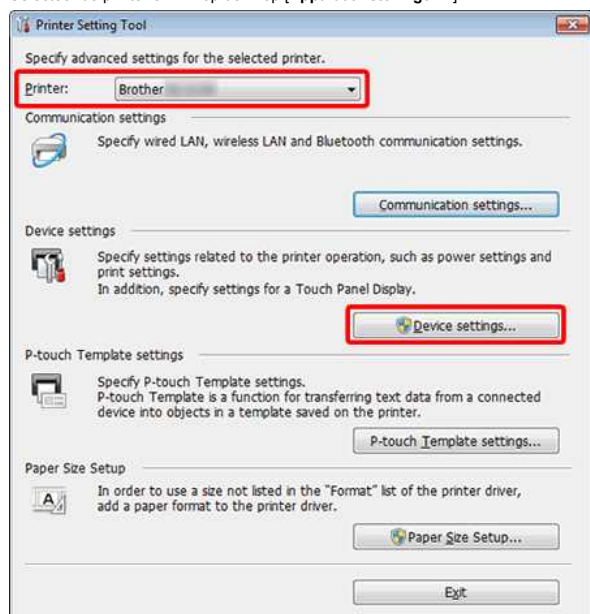 Printer Setting Tool
Specify advanced settings for the selected printer.
Printer: Brother
Communication settings
Specify wired LAN, wireless LAN and Bluetooth communication settings.
Communication settings...
Device settings
Specify settings related to the printer operation, such as power settings and
print settings.
In addition, specify settings for a Touch Panel Display.
Device settings...
P-touch Template settings
Specify P-touch Template settings.
P-touch Template is a function for transferring text data from a connected
device into objects in a template saved on the printer.
P-touch Template settings...
Paper Size Setup
In order to use a size not listed in the "Format" list of the printer driver,
add a paper format to the printer driver.
Paper Size Setup...
Exit